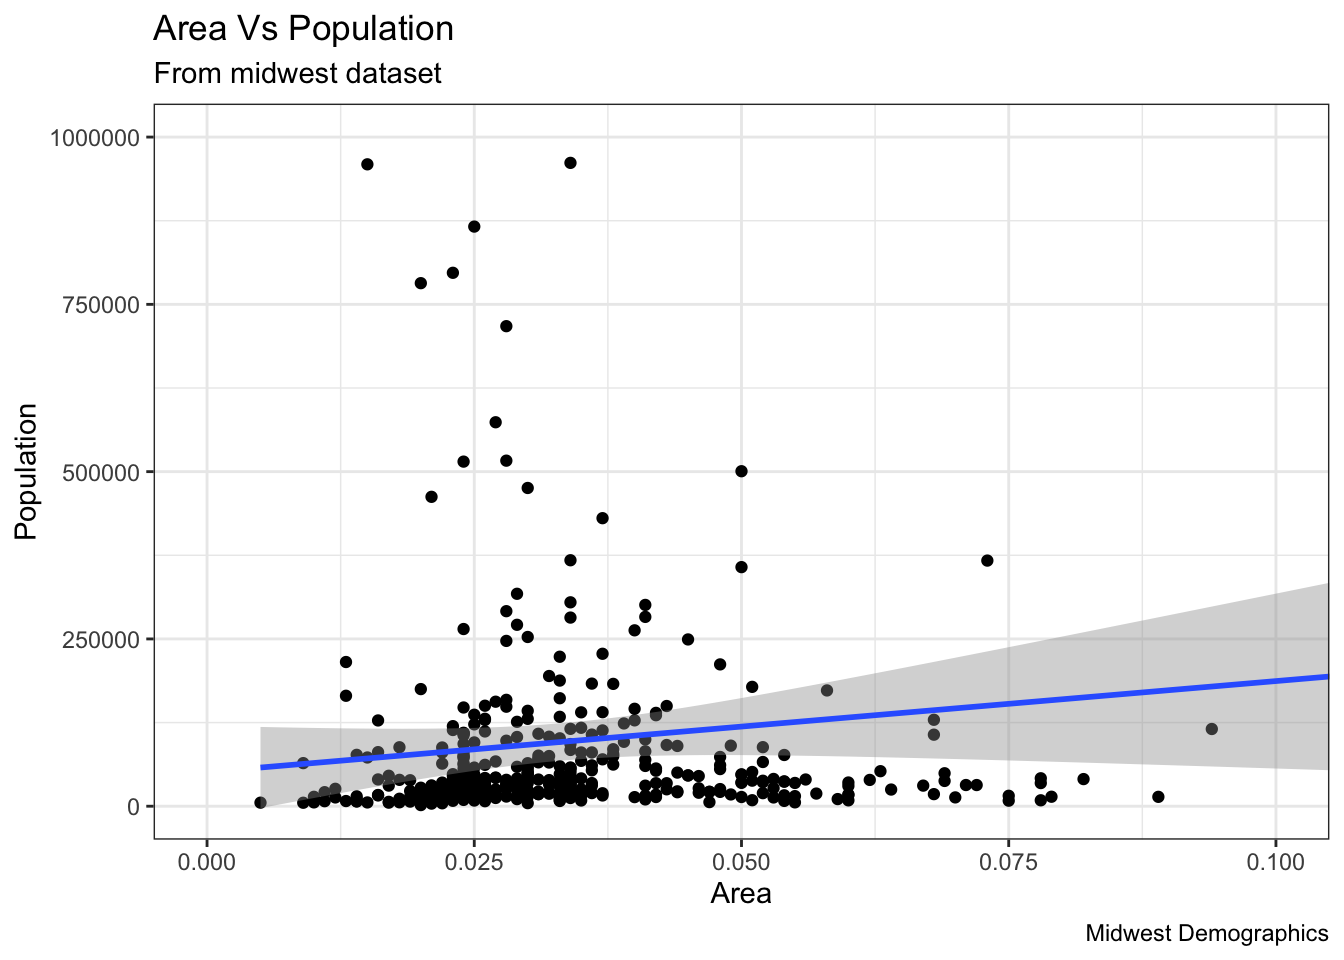 Area Vs Population
From midwest dataset
1000000
750000
500000
250000
0
Population
0.000 0.025 0.050 0.075 0.100
Area
Midwest Demographics